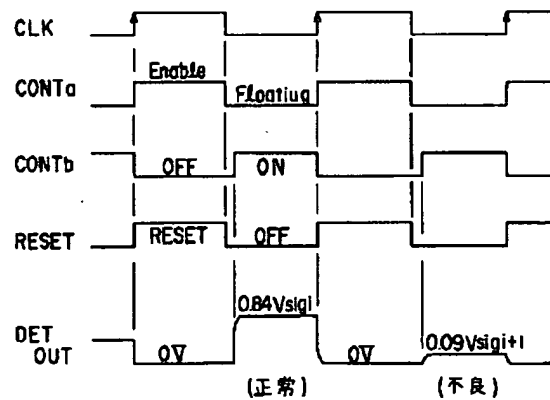 CLK
Enable
CONTa
Floatiug
CONTb
OFF
ON
RESET
RESET
OFF
0.84Vsigi
DET
OUT
0V
0V
0.09Vsigi+1
(正常)
(不良)